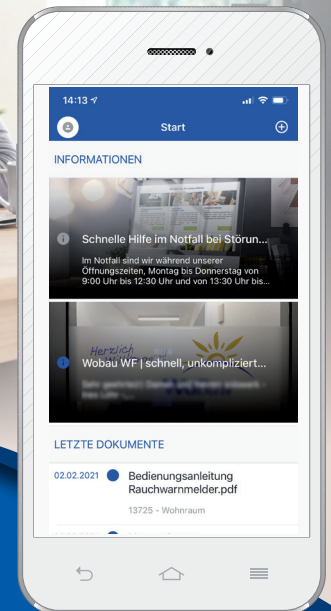 14:13
Start
INFORMATIONEN
Schnelle Hilfe im Notfall bei Störun...
Im Notfall sind wir während unserer
Öffnungszeiten, Montag bis Donnerstag von
9:00 Uhr bis 12:30 Uhr und von 13:30 Uhr bis...
Herzlich
Wobau WF | schnell, unkompliziert...
LETZTE DOKUMENTE
02.02.2021
Bedienungsanleitung
Rauchwarnmelder.pdf
13725 - Wohnraum